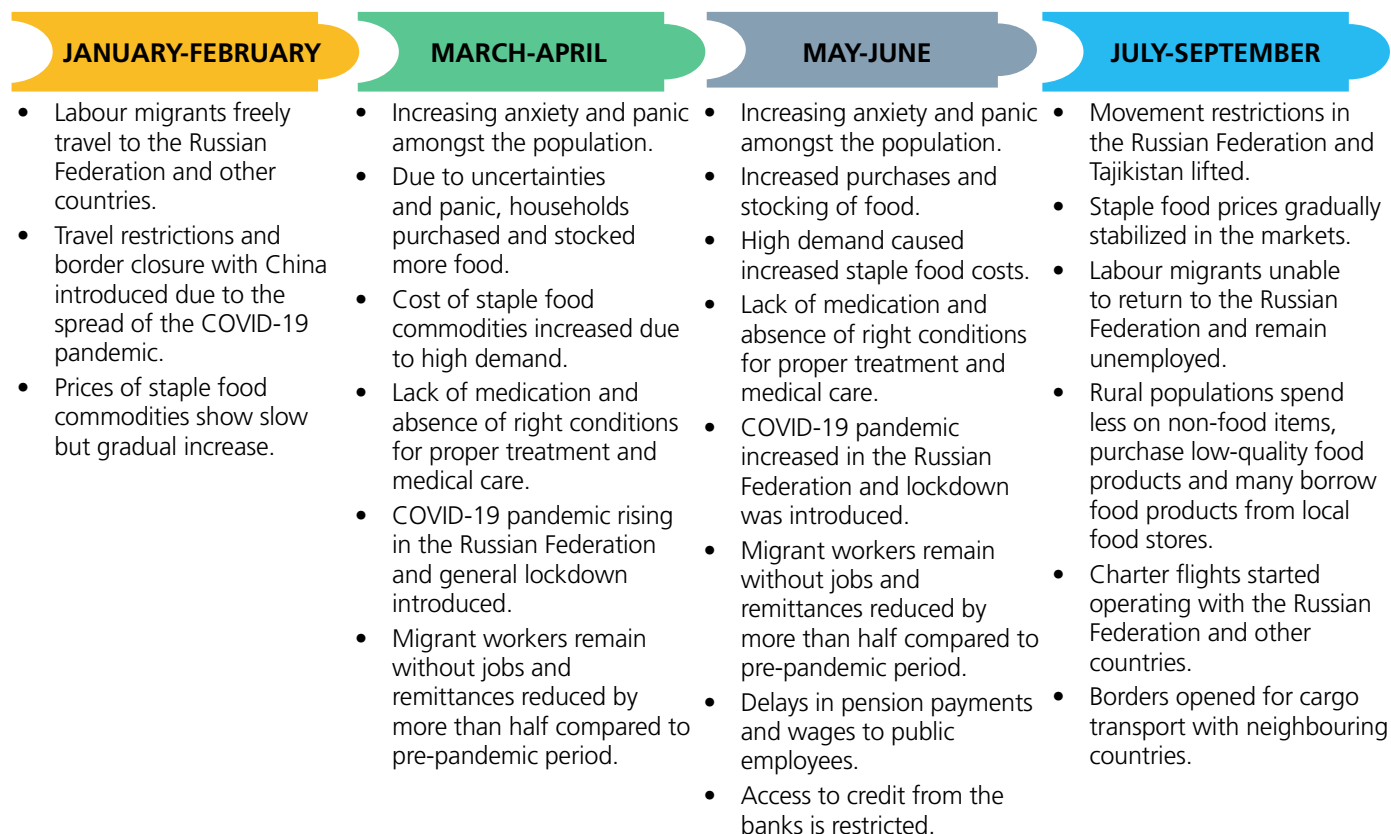 JANUARY-FEBRUARY
• Labour migrants freely
travel to the Russian
Federation and other
countries.
• Travel restrictions and
border closure with China
introduced due to the
spread of the COVID-19
pandemic.
• Prices of staple food
commodities show slow
but gradual increase.
MARCH-APRIL
• Increasing anxiety and panic
amongst the population.
• Due to uncertainties
and panic, households
purchased and stocked
more food.
• Cost of staple food
commodities increased due
to high demand.
• Lack of medication and
absence of right conditions
for proper treatment and
medical care.
• COVID-19 pandemic rising
in the Russian Federation
and general lockdown
introduced.
• Migrant workers remain
without jobs and
remittances reduced by
more than half compared to
pre-pandemic period.
MAY-JUNE
• Increasing anxiety and panic
amongst the population.
• Increased purchases and
stocking of food.
• High demand caused
increased staple food costs.
• Lack of medication and
absence of right conditions
for proper treatment and
medical care.
• COVID-19 pandemic
increased in the Russian
Federation and lockdown
was introduced.
• Migrant workers remain
without jobs and
remittances reduced by
more than half compared to
pre-pandemic period.
• Delays in pension payments
and wages to public
employees.
• Access to credit from the
banks is restricted.
JULY-SEPTEMBER
• Movement restrictions in
the Russian Federation and
Tajikistan lifted.
• Staple food prices gradually
stabilized in the markets.
• Labour migrants unable
to return to the Russian
Federation and remain
unemployed.
• Rural populations spend
less on non-food items,
purchase low-quality food
products and many borrow
food products from local
food stores.
• Charter flights started
operating with the Russian
Federation and other
countries.
• Borders opened for cargo
transport with neighbouring
countries.